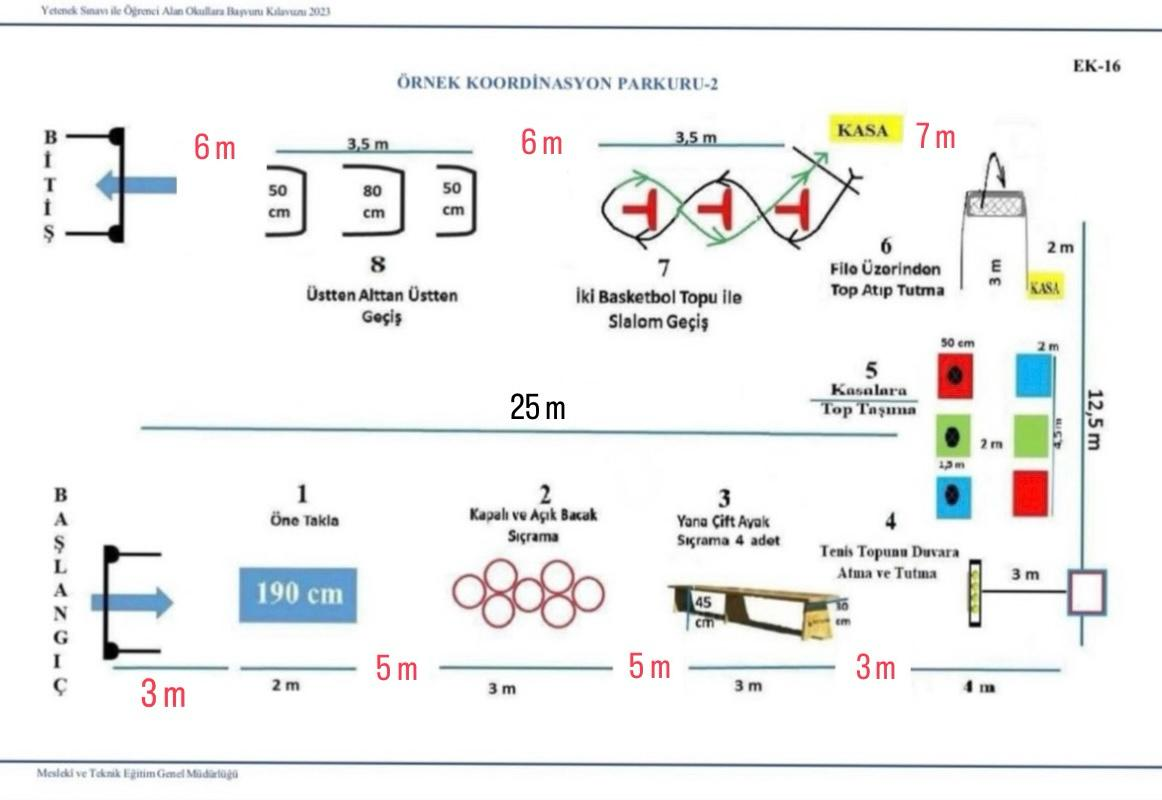 Yetenek Sınavı ile Öğrenci Alan Okullara Başvuru Kılavuzu 2023
EK-16
ÖRNEK KOORDİNASYON PARKURU-2
BİTİŞ
6 m
3,5 m
6 m
3,5 m
KASA
7 m
50 cm
80 cm
50 cm
8
Üstten Alttan Üstten
Geçiş
7
İki Basketbol Topu ile
Slalom Geçiş
6
File Üzerinden
Top Atıp Tutma
3 m
2 m
KASA
5
Kasalara
Top Taşıma
50 cm
2 m
2 m
1,5 m
4,5 m
12,5 m
25 m
BAŞLANGIÇ
1
Öne Takla
2
Kapalı ve Açık Bacak
Sıçrama
3
Yana Çift Ayak
Sıçrama 4 adet
4
Tenis Topunu Duvara
Atma ve Tutma
190 cm
45 cm
30 cm
3 m
3 m
2 m
5 m
3 m
5 m
3 m
3 m
4 m
Mesleki ve Teknik Eğitim Genel Müdürlüğü